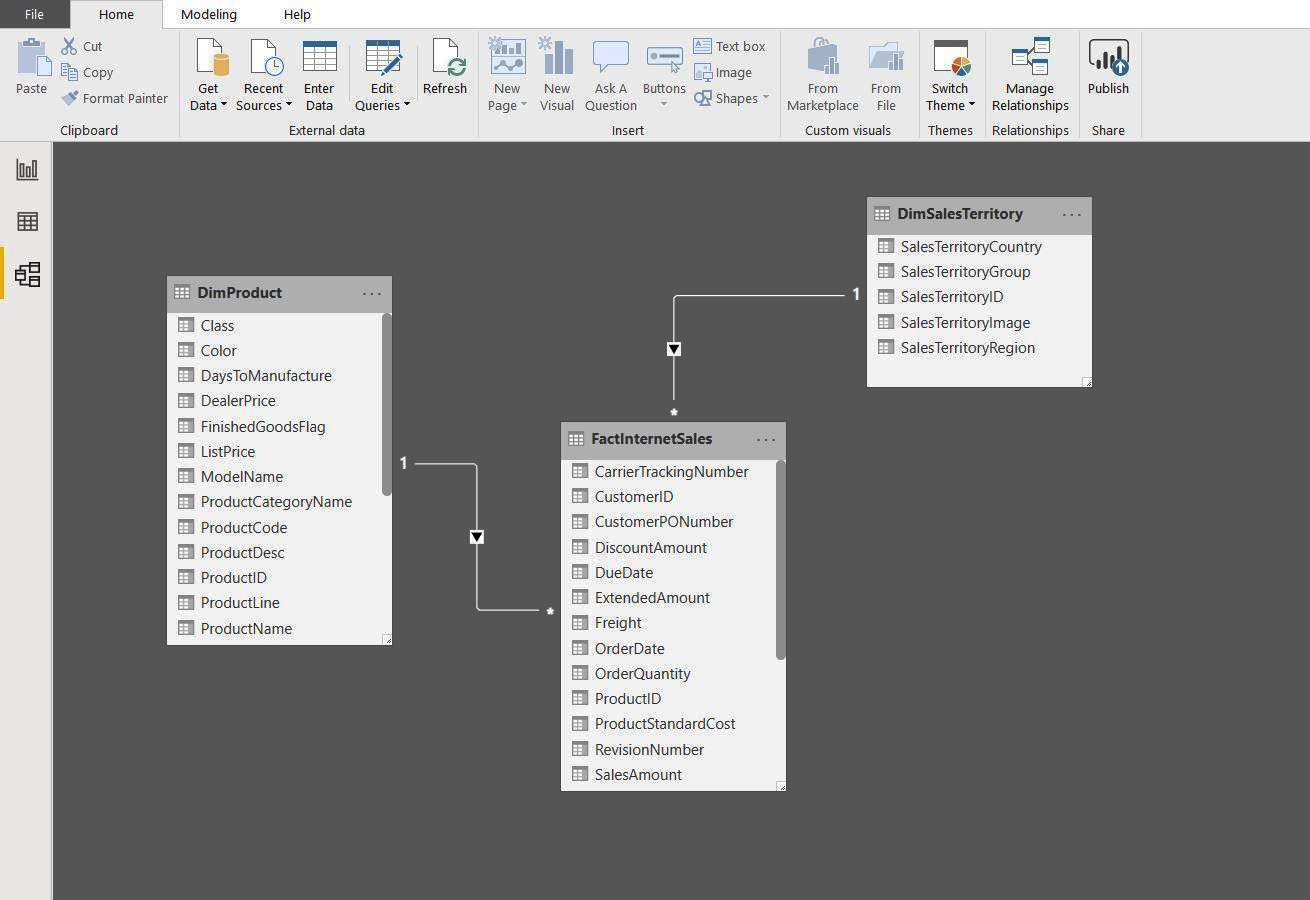 File Home Modeling Help
Paste
Cut
Copy
Format Painter
Clipboard
Get Data
Recent Sources
Enter Data
Edit Queries
Refresh
External data
New Page
New Visual
Ask A Question
Buttons
Text box
Image
Shapes
Insert
From Marketplace
From File
Custom visuals
Switch Theme
Themes
Manage Relationships
Relationships
Publish
Share
DimProduct ...
Class
Color
DaysToManufacture
DealerPrice
FinishedGoodsFlag
ListPrice
ModelName
ProductCategoryName
ProductCode
ProductDesc
ProductID
ProductLine
ProductName
1
*
FactInternetSales ...
CarrierTrackingNumber
CustomerID
CustomerPONumber
DiscountAmount
DueDate
ExtendedAmount
Freight
OrderDate
OrderQuantity
ProductID
ProductStandardCost
RevisionNumber
SalesAmount
*
1
DimSalesTerritory ...
SalesTerritoryCountry
SalesTerritoryGroup
SalesTerritoryID
SalesTerritoryImage
SalesTerritoryRegion